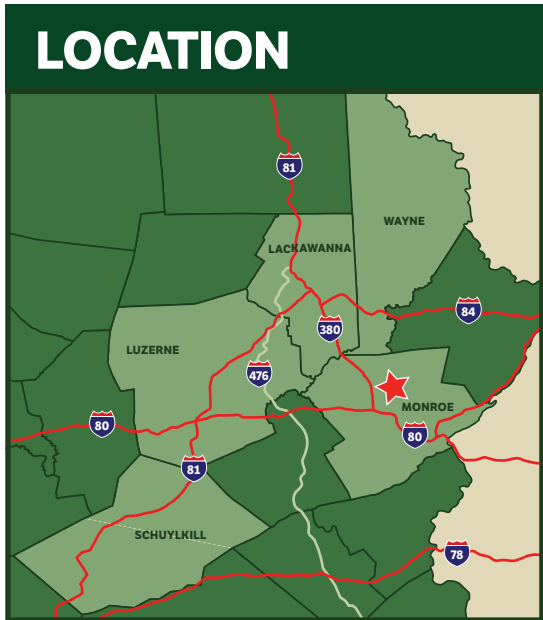 LOCATION
81
WAYNE
LACKAWANNA
84
380
LUZERNE
476
MONROE
80
80
81
SCHUYLKILL
78